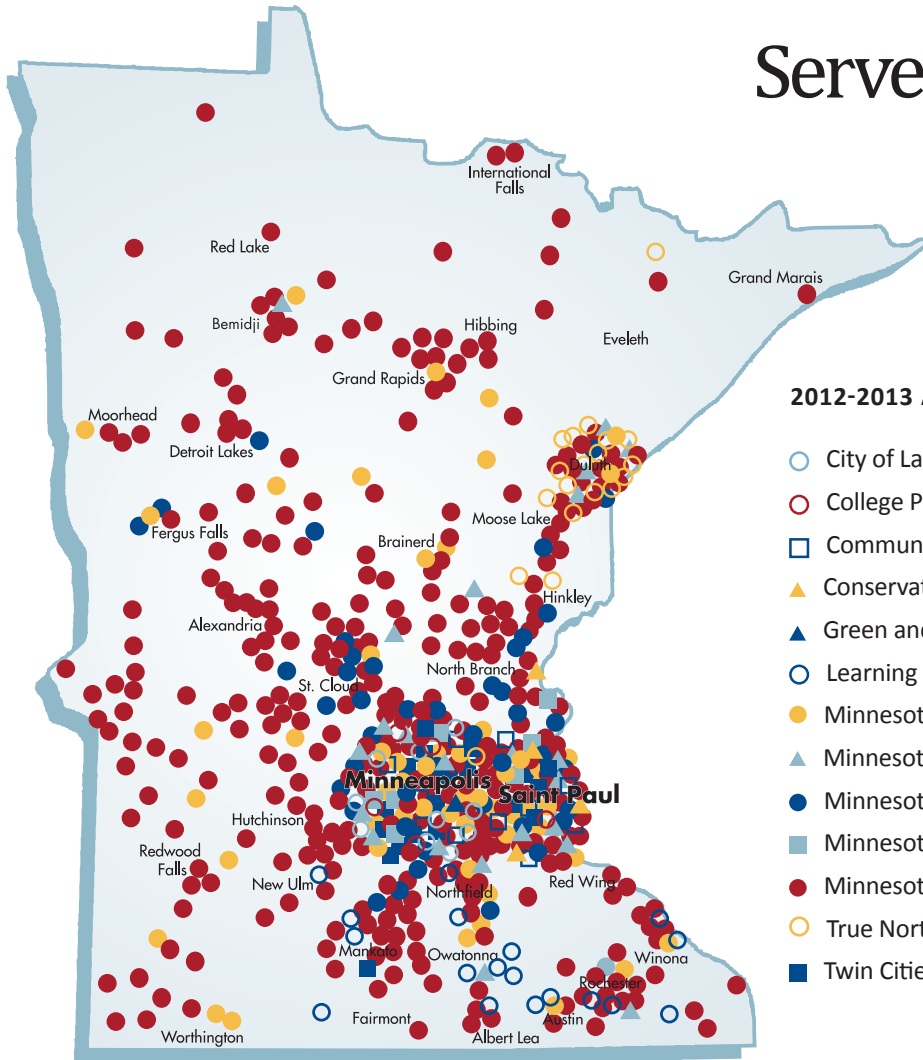 Serve
International
Falls
Red Lake
Grand Marais
Bemidji
Hibbing
Eveleth
Grand Rapids
2012-2013
Moorhead
Detroit Lakes
City of La
Duluth
College P
Moose Lake
Fergus Falls
Commun
Brainerd
Conservat
Hinkley
Alexandria
Green and
North Branch
St. Cloud
Learning
Minnesot
Minnesot
Minneapolis
Saint Paul
Minnesot
Hutchinson
Minnesot
Redwood
Falls
New Ulm
Northfield
Red Wing
Minnesot
True Nort
Mankato
Owatonna
Winona
Rochester
Twin Citie
Fairmont
Austin
Worthington
Albert Lea